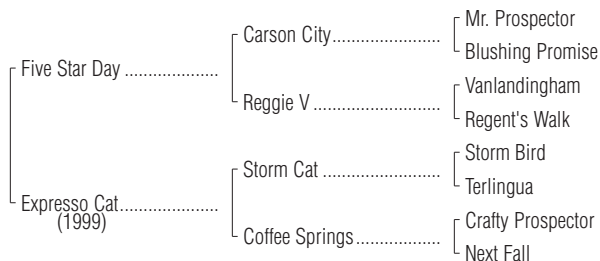 Mr. Prospector
Carson City
Blushing Promise
Five Star Day
Vanlandingham
Reggie V
Regent's Walk
Storm Bird
Storm Cat
Terlingua
Expresso Cat
(1999)
Crafty Prospector
Coffee Springs
Next Fall